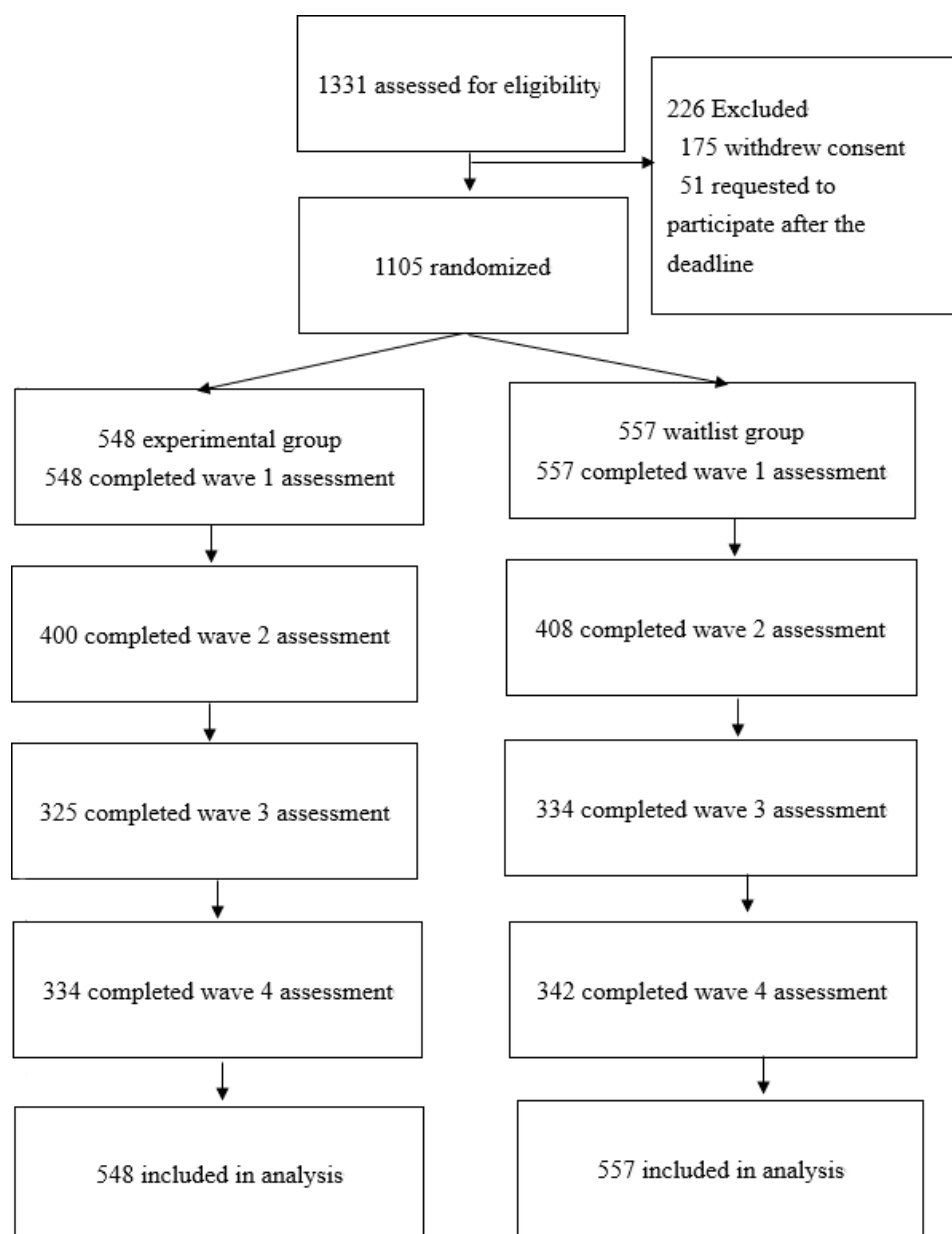 1331 assessed for eligibility
226 Excluded
175 withdrew consent
51 requested to
participate after the
deadline
1105 randomized
548 experimental group
548 completed wave 1 assessment
557 waitlist group
557 completed wave 1 assessment
400 completed wave 2 assessment
408 completed wave 2 assessment
325 completed wave 3 assessment
334 completed wave 3 assessment
334 completed wave 4 assessment
342 completed wave 4 assessment
548 included in analysis
557 included in analysis